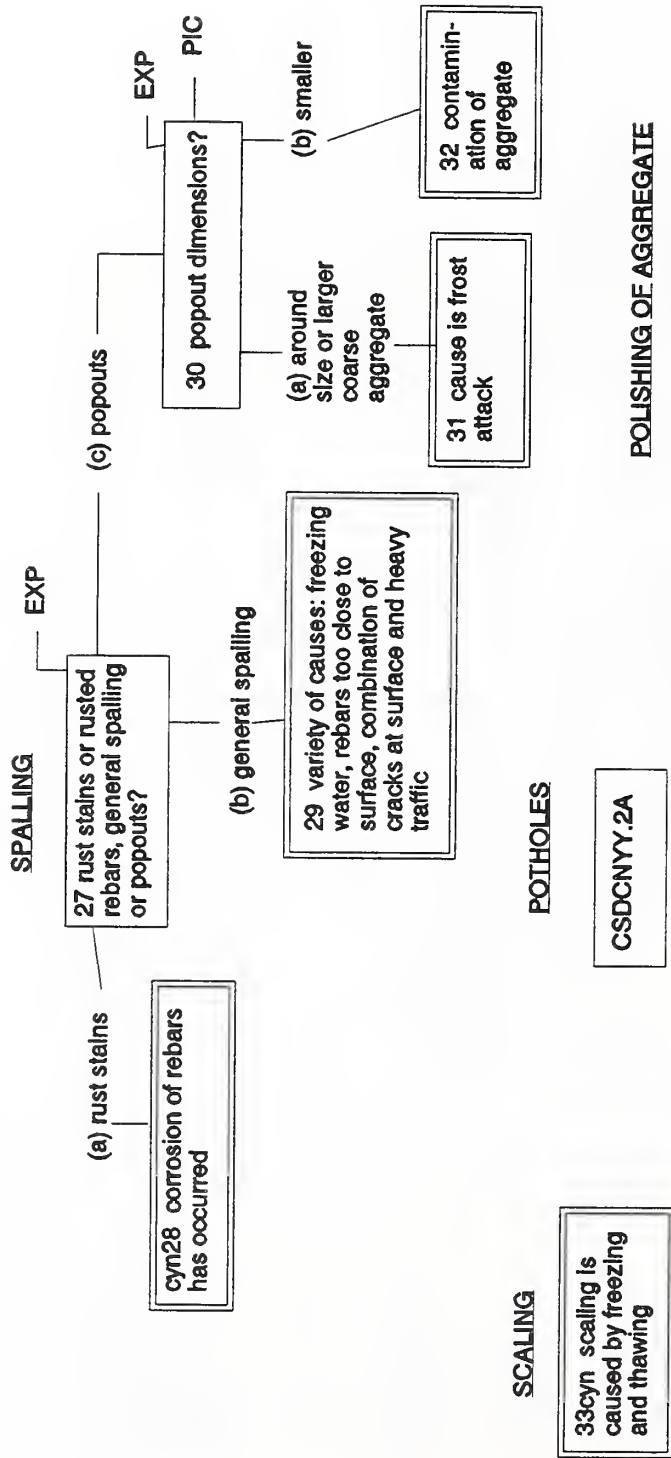 SPALLING
EXP
27 rust stains or rusted
rebars, general spalling
or popouts?
(a) rust stains
cyn28 corrosion of rebars
has occurred
(b) general spalling
29 variety of causes: freezing
water, rebars too close to
surface, combination of
cracks at surface and heavy
traffic
(c) popouts
EXP
PIC
30 popout dimensions?
(a) around
size or larger
coarse
aggregate
31 cause is frost
attack
(b) smaller
32 contamin-
ation of
aggregate
SCALING
33cyn scaling is
caused by freezing
and thawing
POTHOLES
CSDCNYY.2A
POLISHING OF AGGREGATE